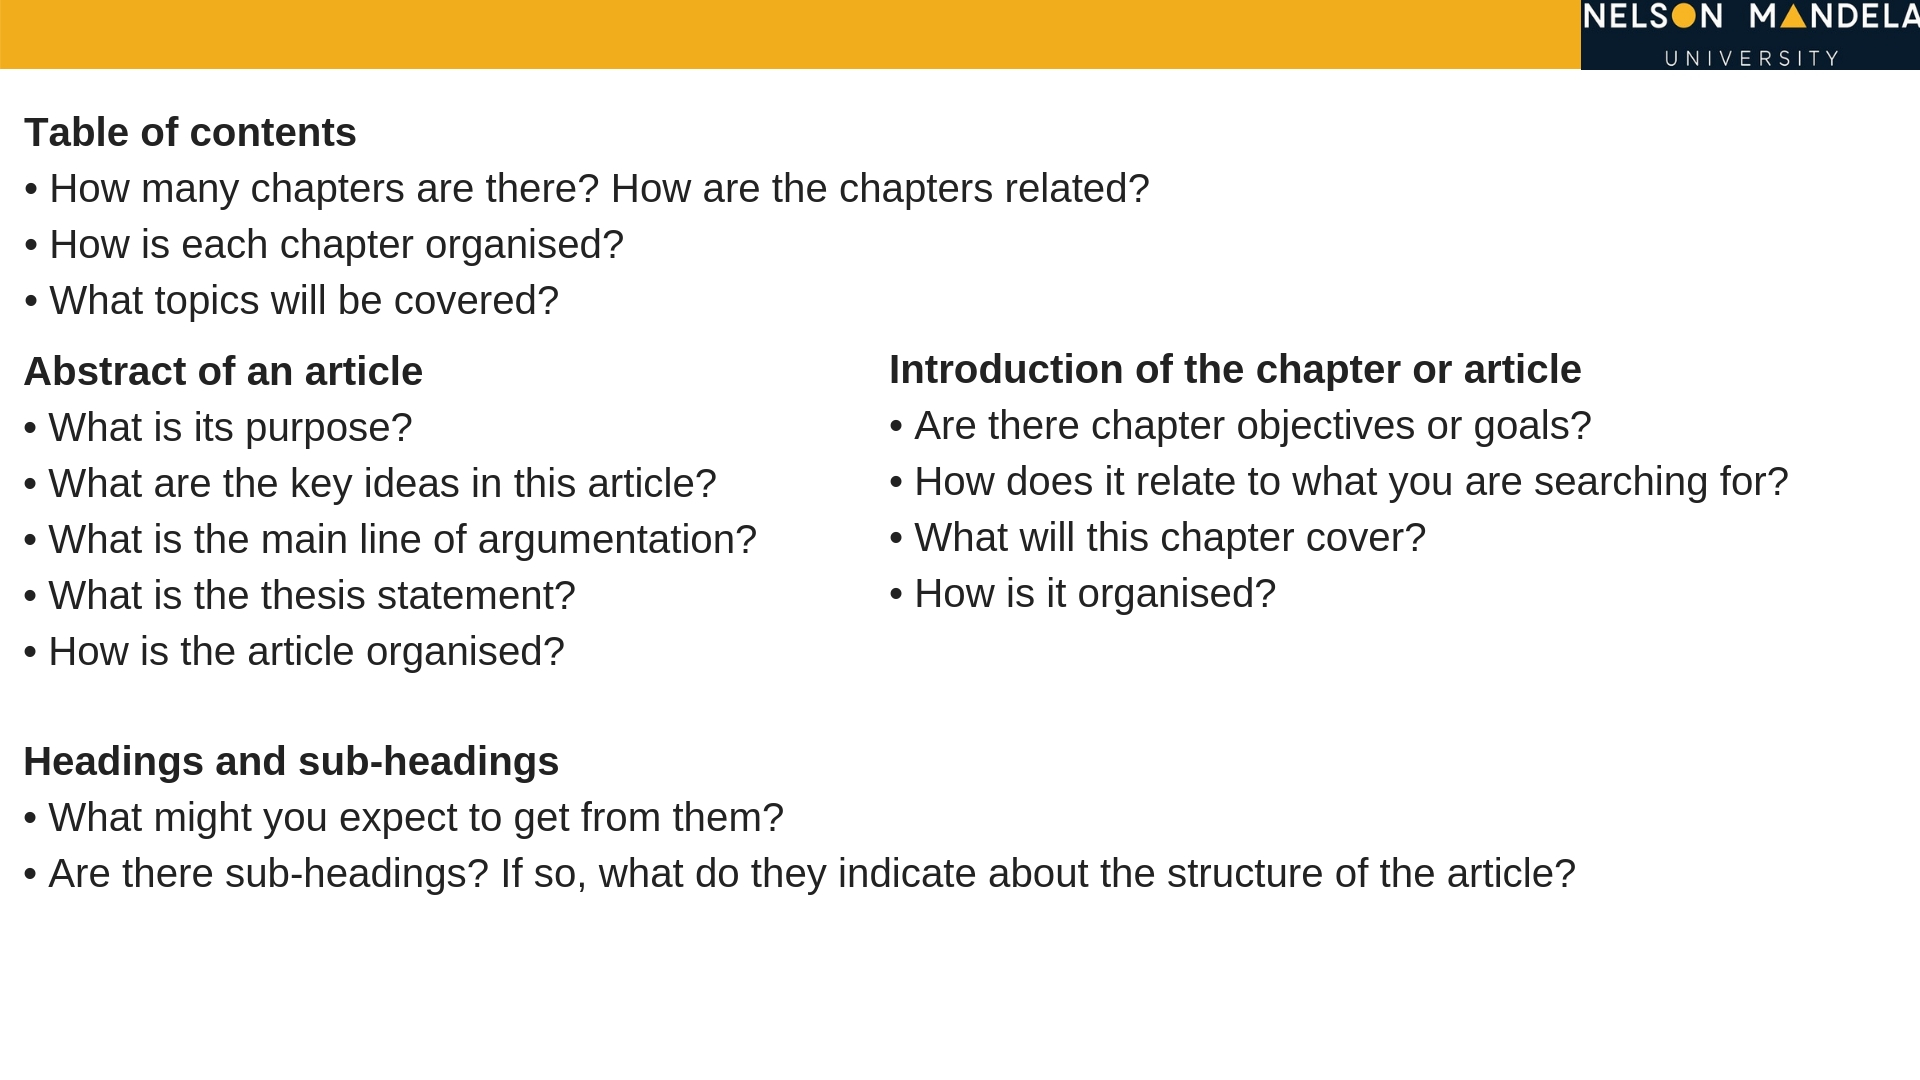 NELSON MANDELA
UNIVERSITY
Table of contents
• How many chapters are there? How are the chapters related?
• How is each chapter organised?
• What topics will be covered?
Abstract of an article
• What is its purpose?
• What are the key ideas in this article?
• What is the main line of argumentation?
• What is the thesis statement?
• How is the article organised?
Introduction of the chapter or article
• Are there chapter objectives or goals?
• How does it relate to what you are searching for?
• What will this chapter cover?
• How is it organised?
Headings and sub-headings
• What might you expect to get from them?
• Are there sub-headings? If so, what do they indicate about the structure of the article?